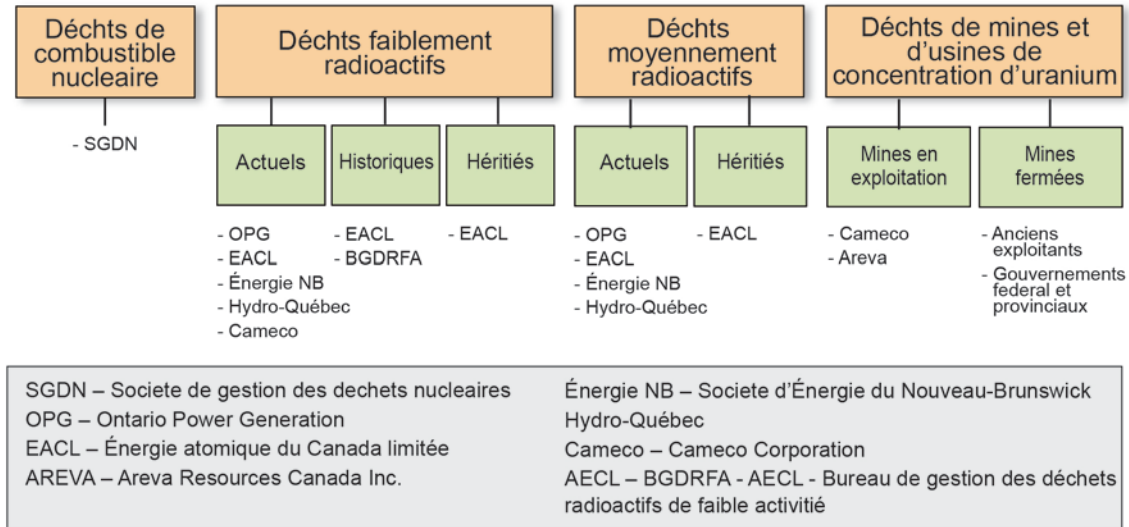 Déchts de
combustible
nucleaire
- SGDN
Déchts faiblement
radioactifs
Actuels
- OPG
- EACL
- Énergie NB
- Hydro-Québec
- Cameco
Historiques
- EACL
- BGDRFA
Héritiés
- EACL
Déchts
moyennement
radioactifs
Actuels
- OPG
- EACL
- Énergie NB
- Hydro-Québec
Héritiés
- EACL
Déchts de mines et
d'usines de
concentration d'uranium
Mines en
exploitation
- Cameco
- Areva
Mines
fermées
- Anciens
exploitants
- Gouvernements
federal et
provinciaux
SGDN – Societe de gestion des dechets nucleaires
OPG – Ontario Power Generation
EACL – Énergie atomique du Canada limitée
AREVA – Areva Resources Canada Inc.
Énergie NB – Societe d'Énergie du Nouveau-Brunswick
Hydro-Québec
Cameco – Cameco Corporation
AECL – BGDRFA - AECL - Bureau de gestion des déchets
radioactifs de faible activitié